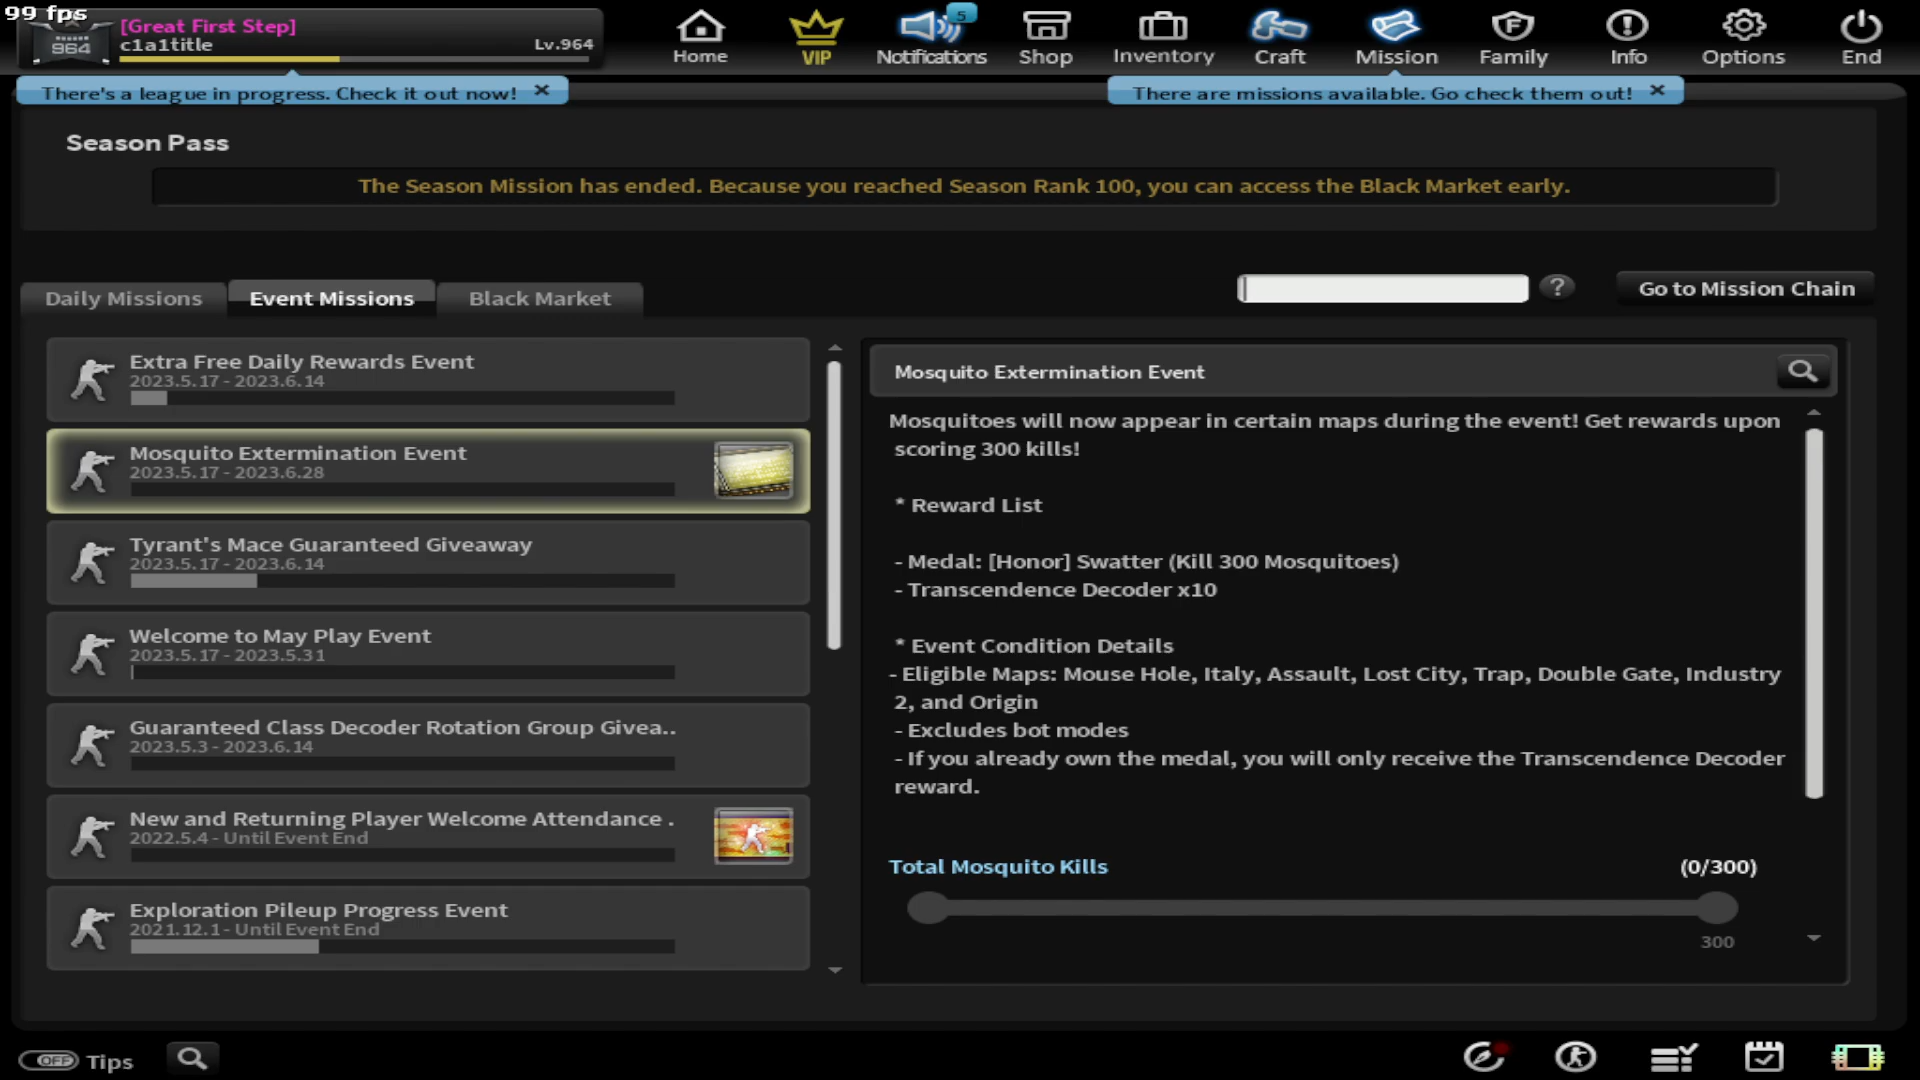 99 fps
[Great First Step]
964
c1a1title
Lv.964
Home
VIP
5
Notifications
Shop
Inventory
Craft
Mission
Family
Info
Options
End
There's a league in progress. Check it out now!
There are missions available. Go check them out!
Season Pass
The Season Mission has ended. Because you reached Season Rank 100, you can access the Black Market early.
Daily Missions
Event Missions
Black Market
?
Go to Mission Chain
Extra Free Daily Rewards Event
2023.5.17 - 2023.6.14
Mosquito Extermination Event
2023.5.17 - 2023.6.28
Tyrant's Mace Guaranteed Giveaway
2023.5.17 - 2023.6.14
Welcome to May Play Event
2023.5.17 - 2023.5.31
Guaranteed Class Decoder Rotation Group Givea..
2023.5.3 - 2023.6.14
New and Returning Player Welcome Attendance .
2022.5.4 - Until Event End
Exploration Pileup Progress Event
2021.12.1 - Until Event End
Mosquito Extermination Event
Mosquitoes will now appear in certain maps during the event! Get rewards upon
scoring 300 kills!
* Reward List
- Medal: [Honor] Swatter (Kill 300 Mosquitoes)
- Transcendence Decoder x10
* Event Condition Details
- Eligible Maps: Mouse Hole, Italy, Assault, Lost City, Trap, Double Gate, Industry
2, and Origin
- Excludes bot modes
- If you already own the medal, you will only receive the Transcendence Decoder
reward.
Total Mosquito Kills
(0/300)
300
OFF
Tips